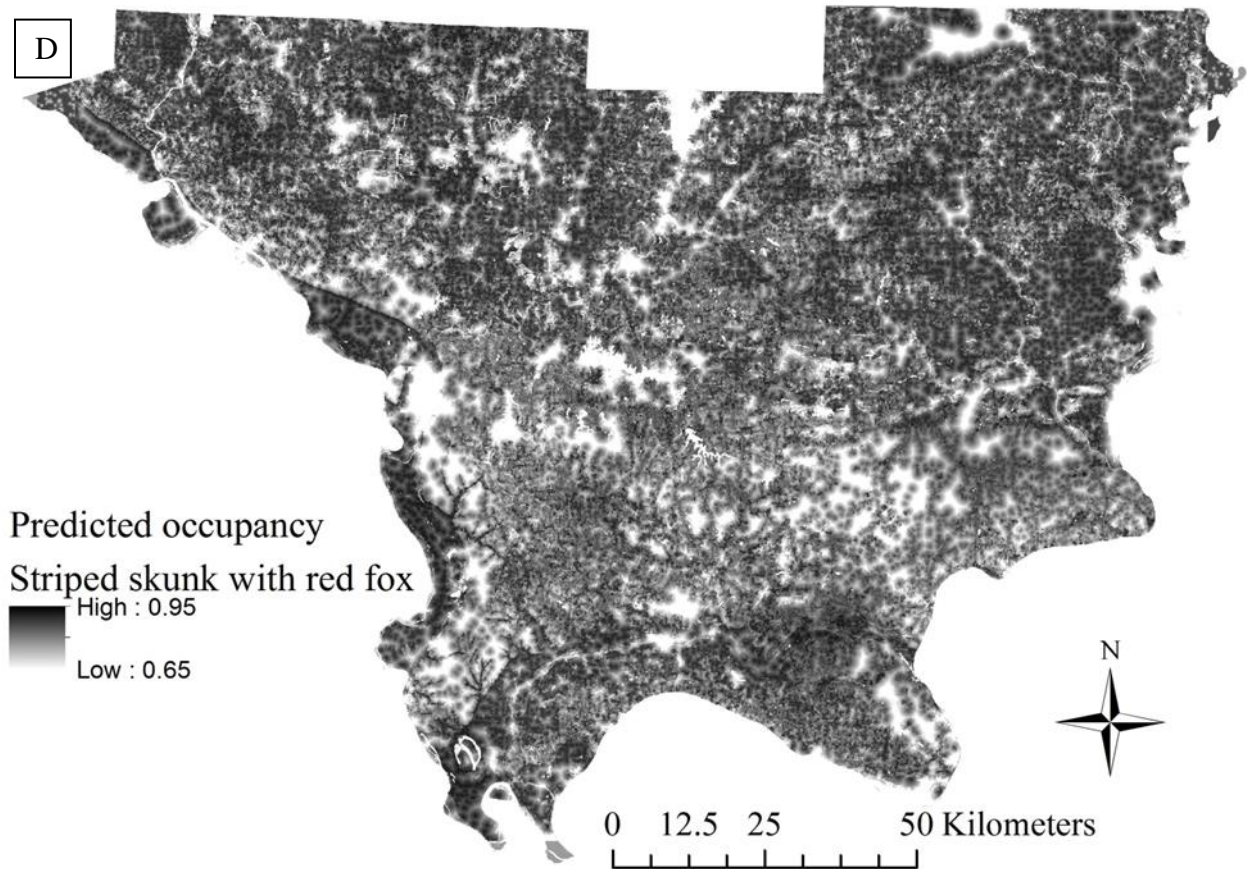 D
Predicted occupancy
Striped skunk with red fox
High : 0.95
Low : 0.65
N
0 12.5 25 50 Kilometers